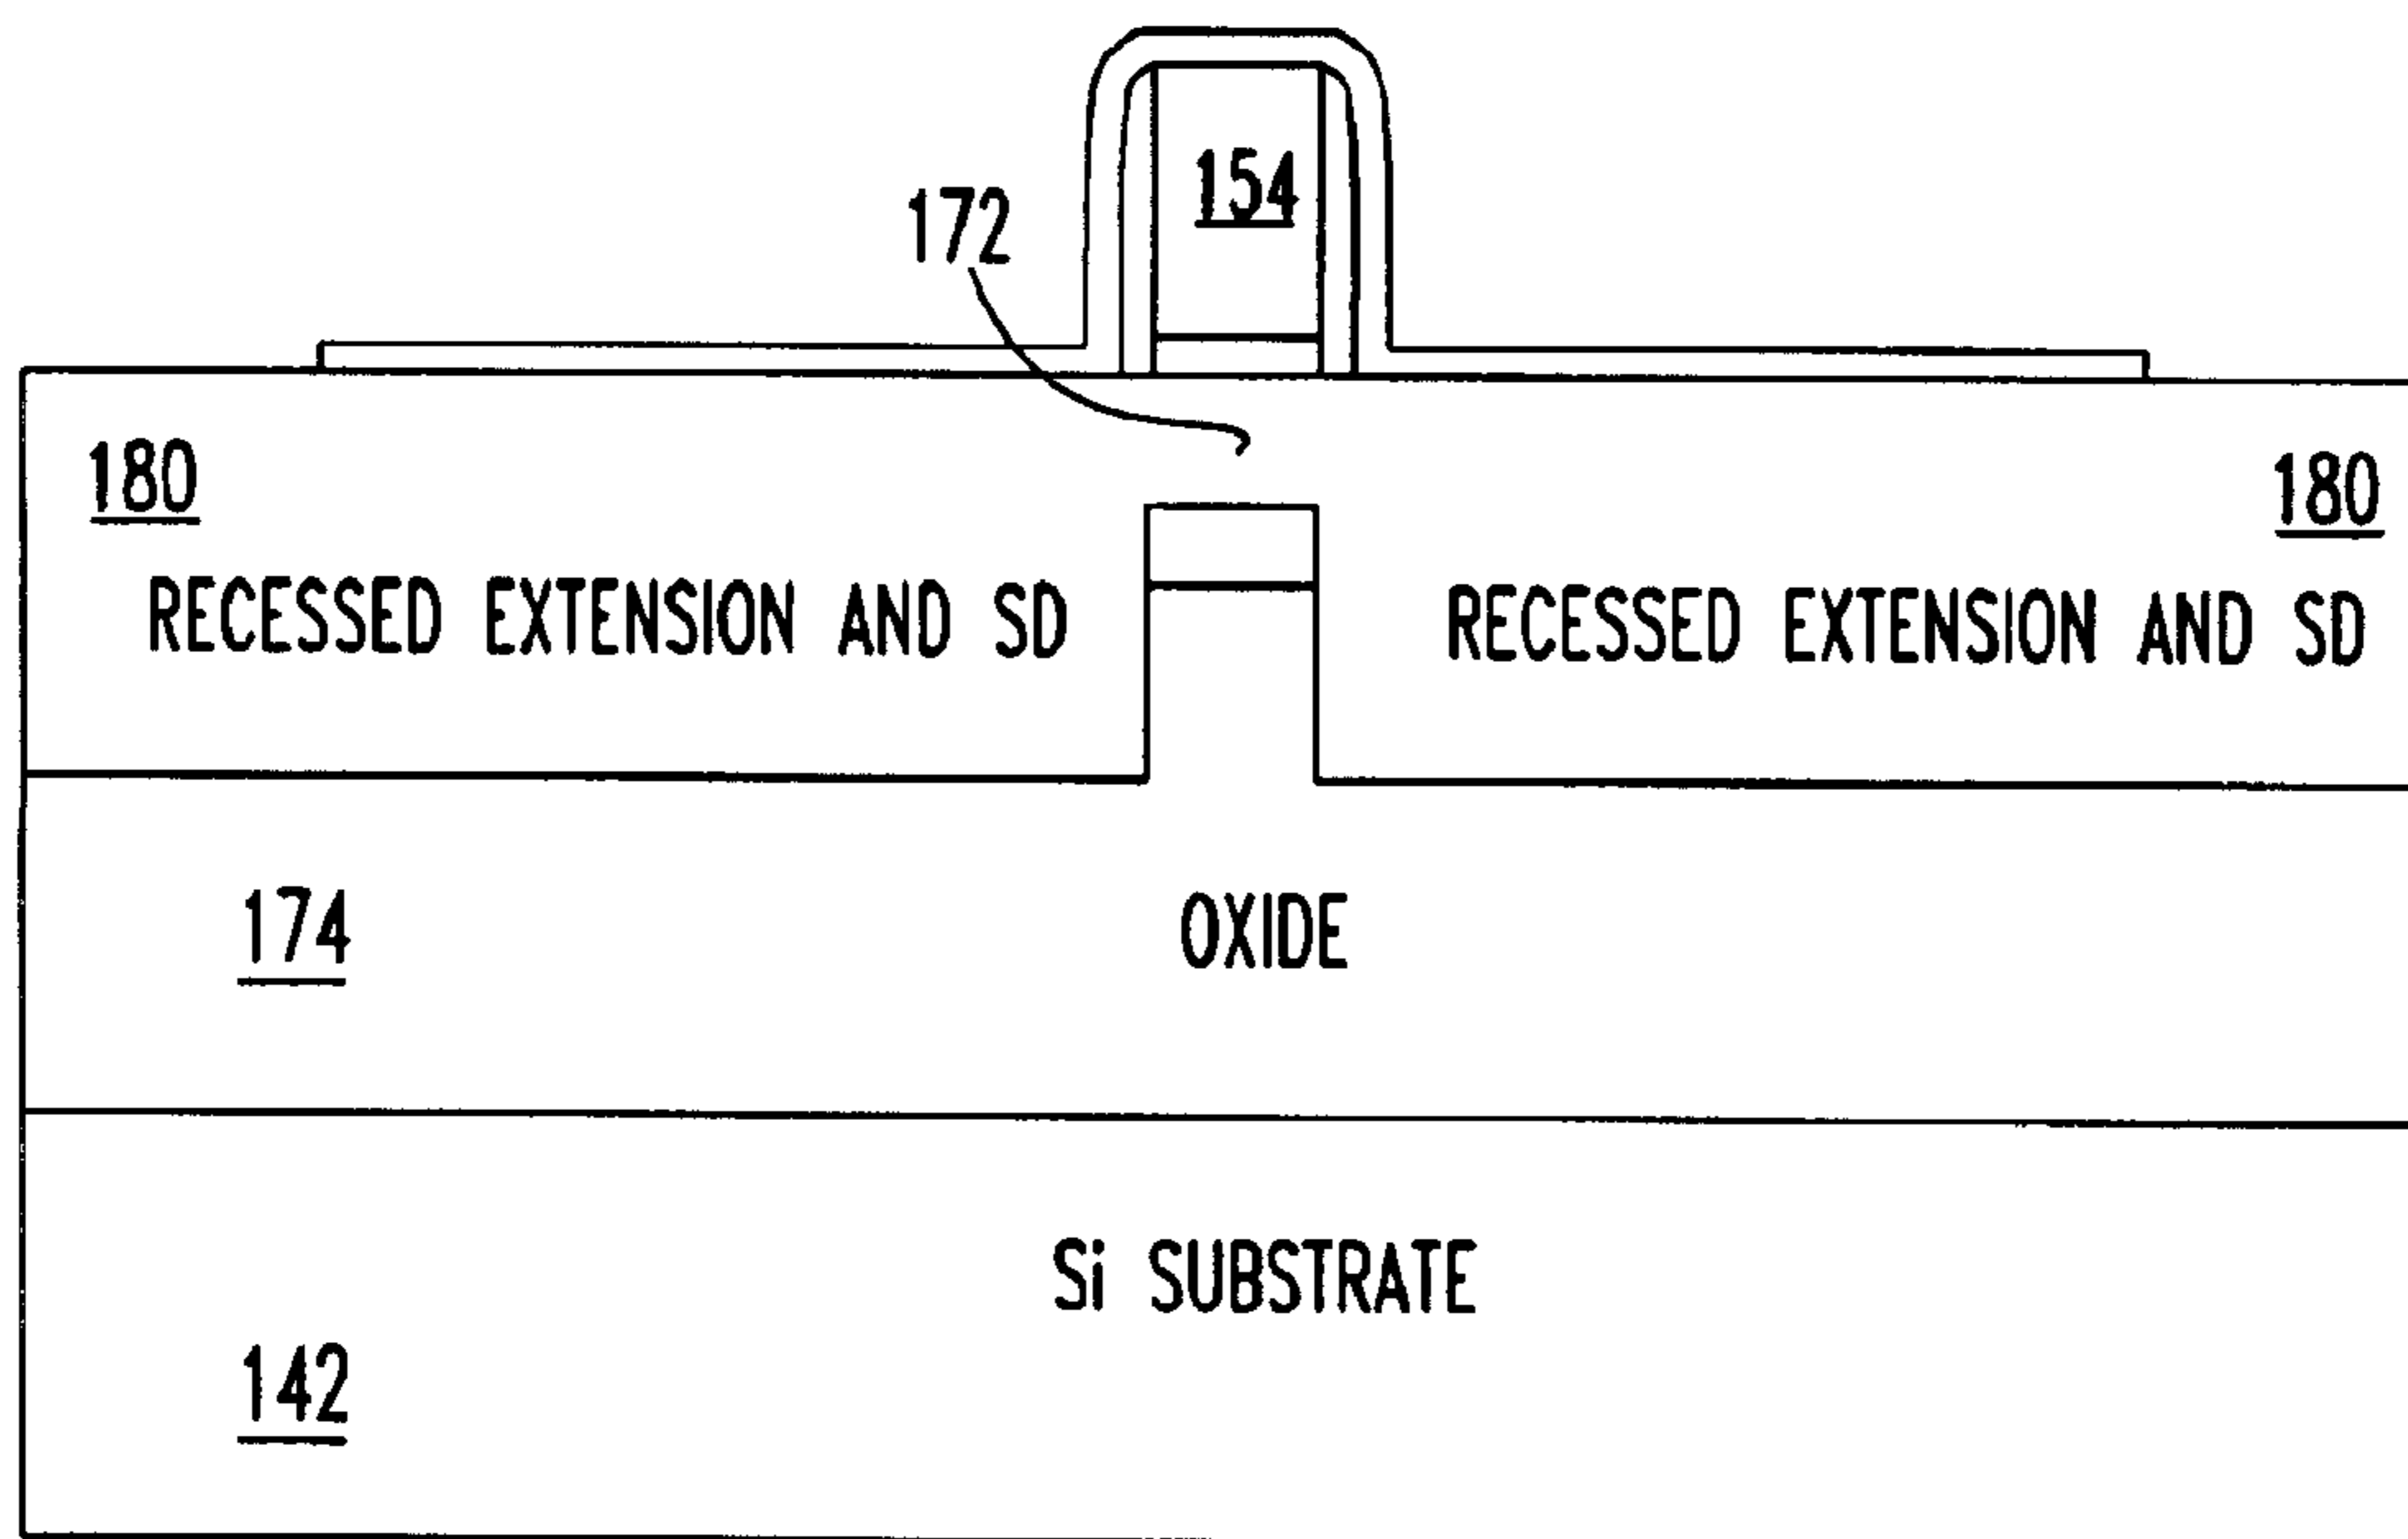 154
172
180
180
RECESSED EXTENSION AND SD
RECESSED EXTENSION AND SD
174
OXIDE
Si SUBSTRATE
142